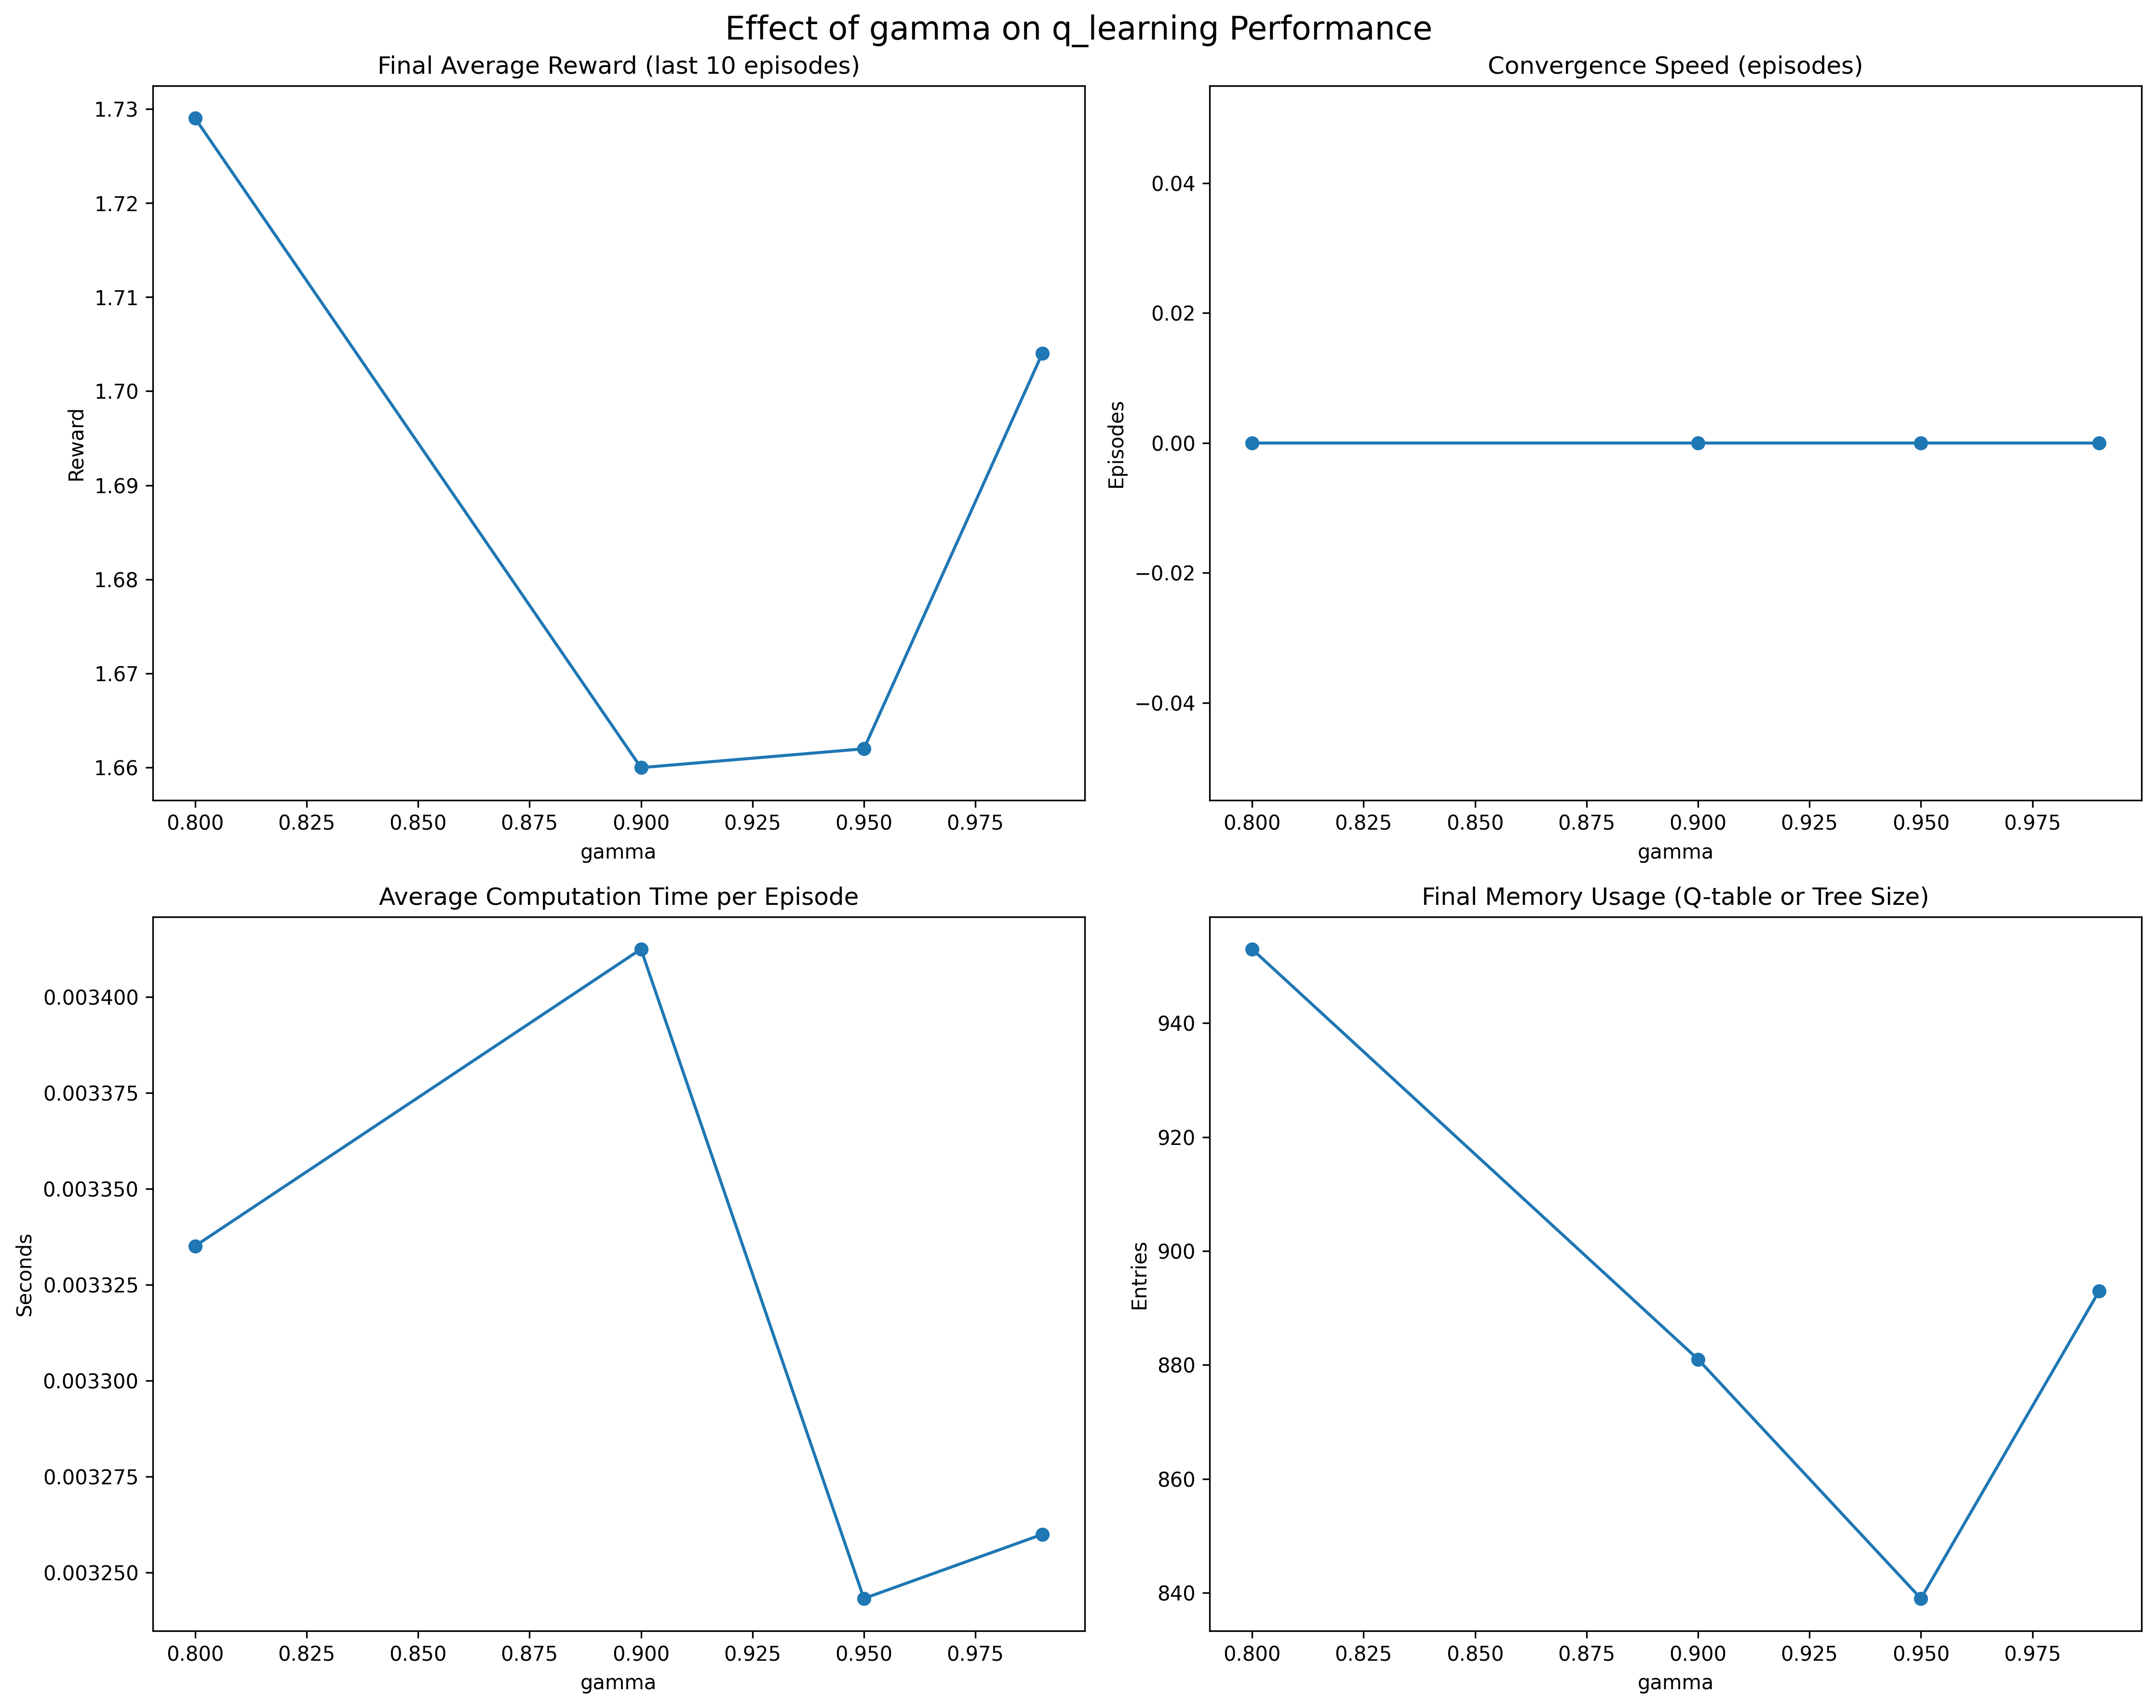 Effect of gamma on q_learning Performance
Final Average Reward (last 10 episodes)
1.73
1.72
1.71
1.70
1.69
1.68
1.67
1.66
Reward
0.800 0.825 0.850 0.875 0.900 0.925 0.950 0.975
gamma
Convergence Speed (episodes)
0.04
0.02
0.00
−0.02
−0.04
Episodes
0.800 0.825 0.850 0.875 0.900 0.925 0.950 0.975
gamma
Average Computation Time per Episode
0.003400
0.003375
0.003350
0.003325
0.003300
0.003275
0.003250
Seconds
0.800 0.825 0.850 0.875 0.900 0.925 0.950 0.975
gamma
Final Memory Usage (Q-table or Tree Size)
940
920
900
880
860
840
Entries
0.800 0.825 0.850 0.875 0.900 0.925 0.950 0.975
gamma